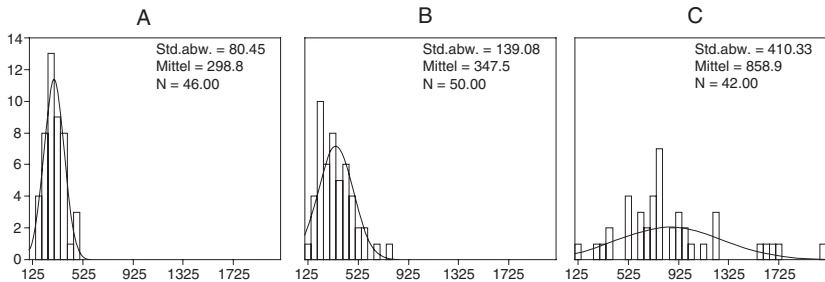 A
B
C
14
12
10
8
6
4
2
0
Std.abw. = 80.45
Mittel = 298.8
N = 46.00
Std.abw. = 139.08
Mittel = 347.5
N = 50.00
Std.abw. = 410.33
Mittel = 858.9
N = 42.00
125 525 925 1325 1725
125 525 925 1325 1725
125 525 925 1325 1725